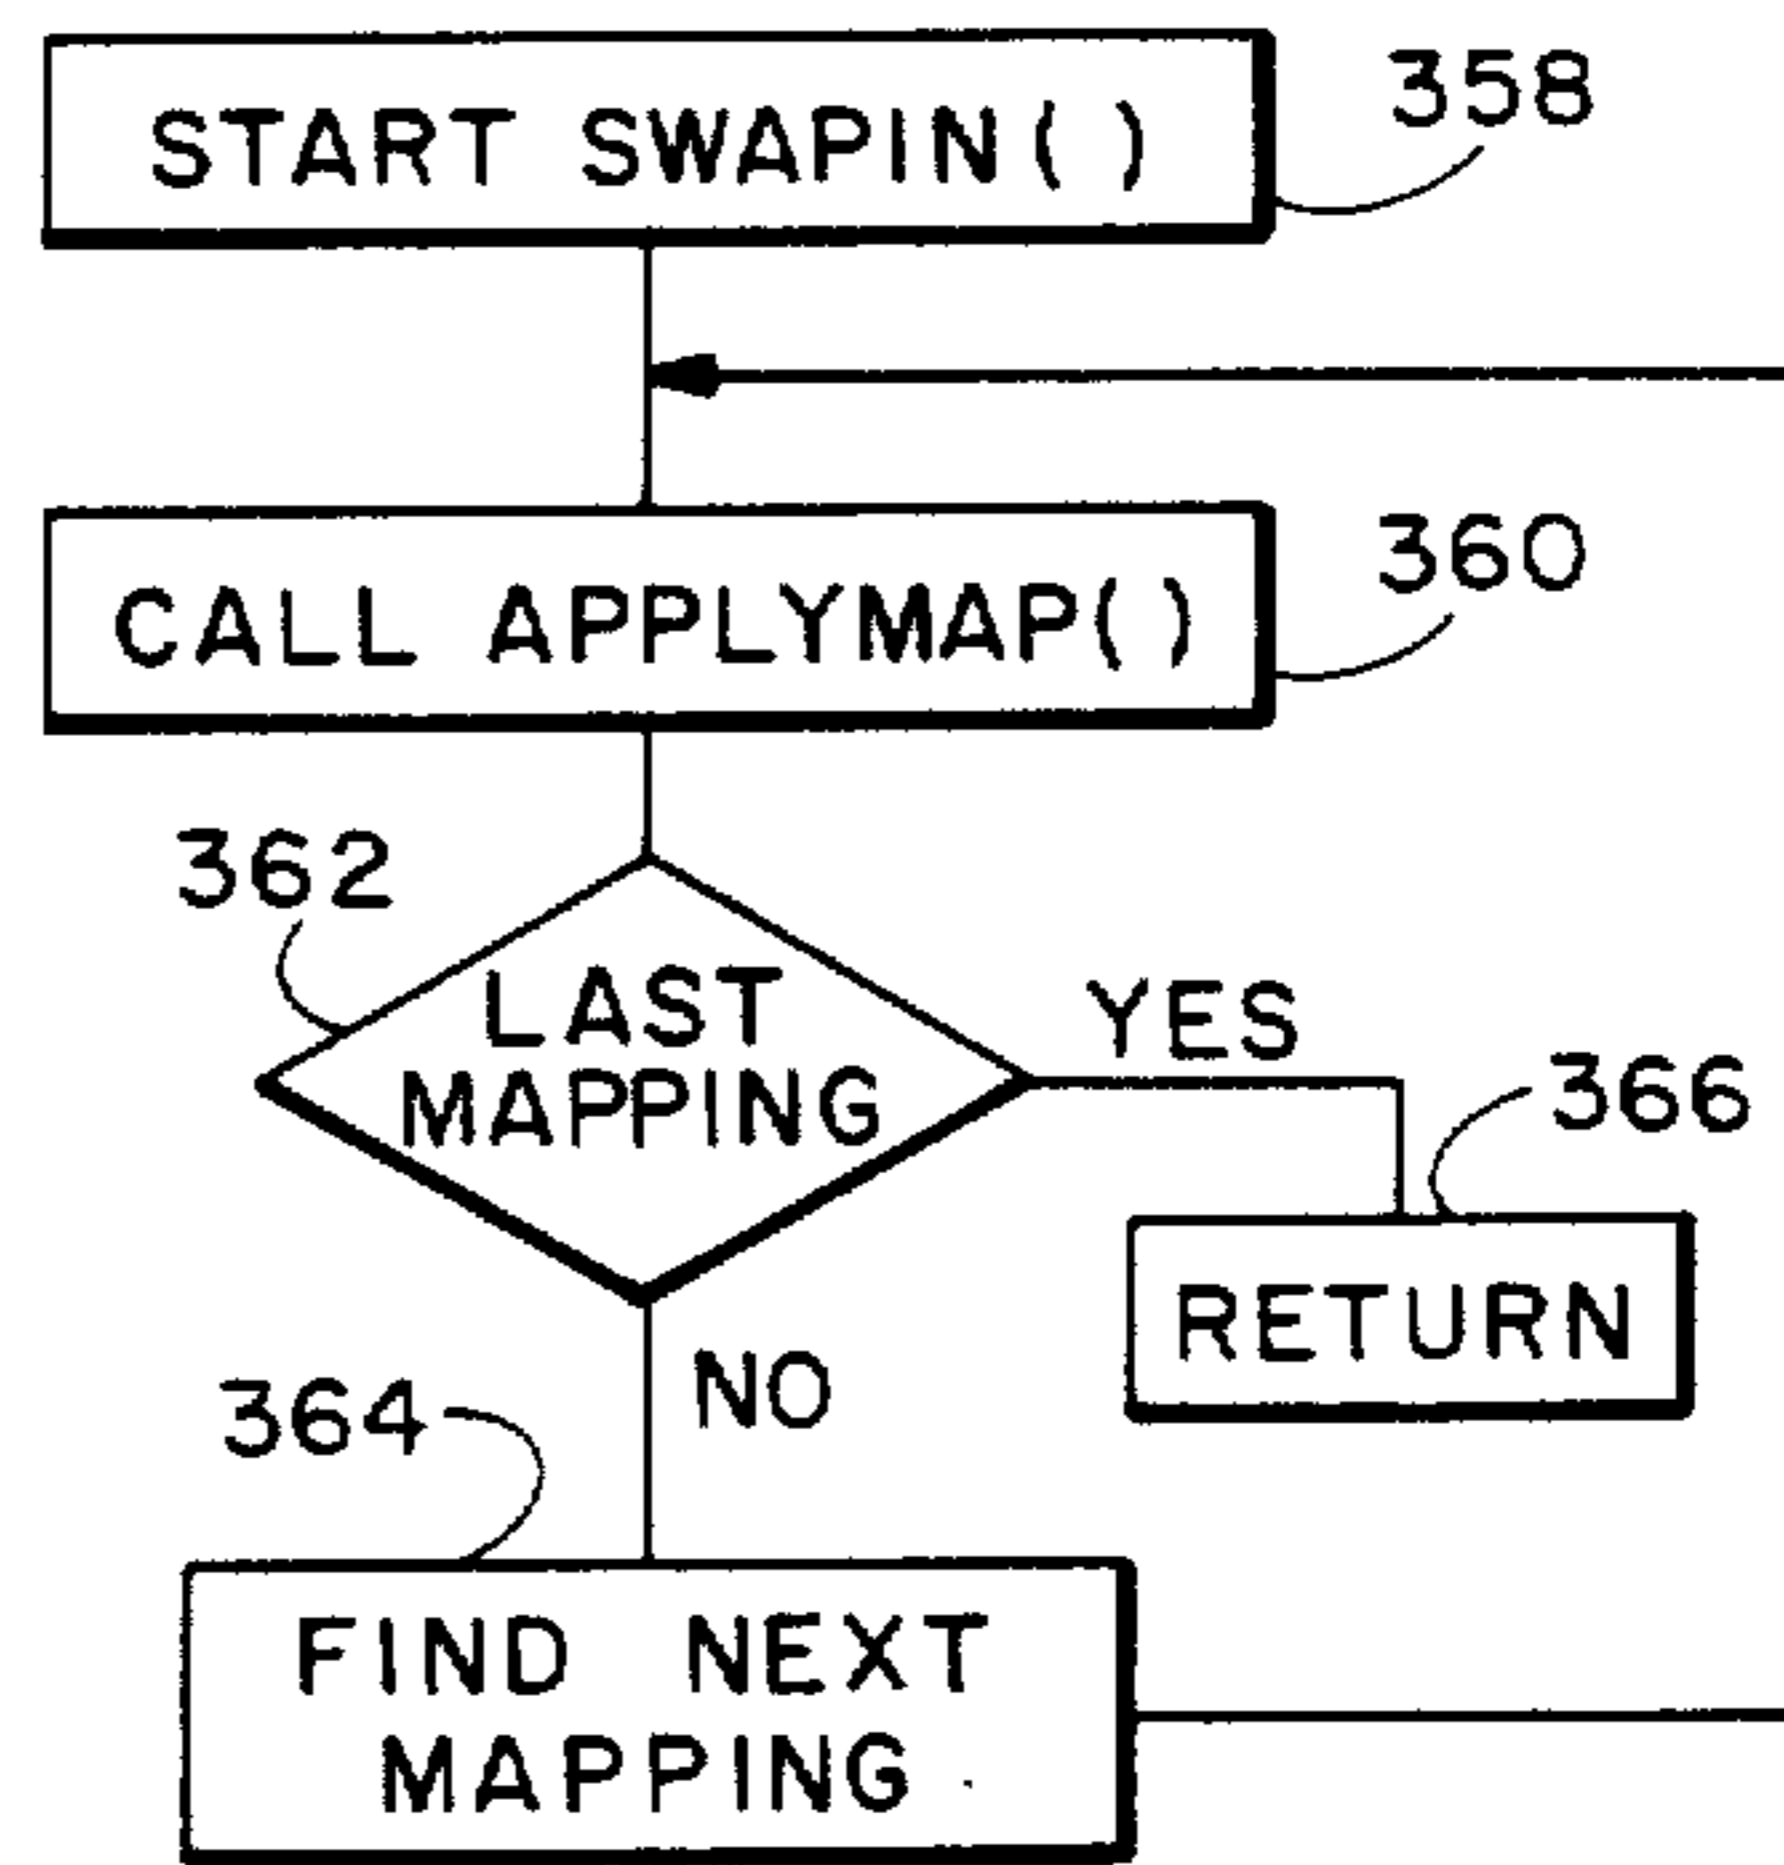 START SWAPIN()
358
CALL APPLYMAP()
360
362
LAST
MAPPING
YES
366
RETURN
NO
364
FIND NEXT
MAPPING